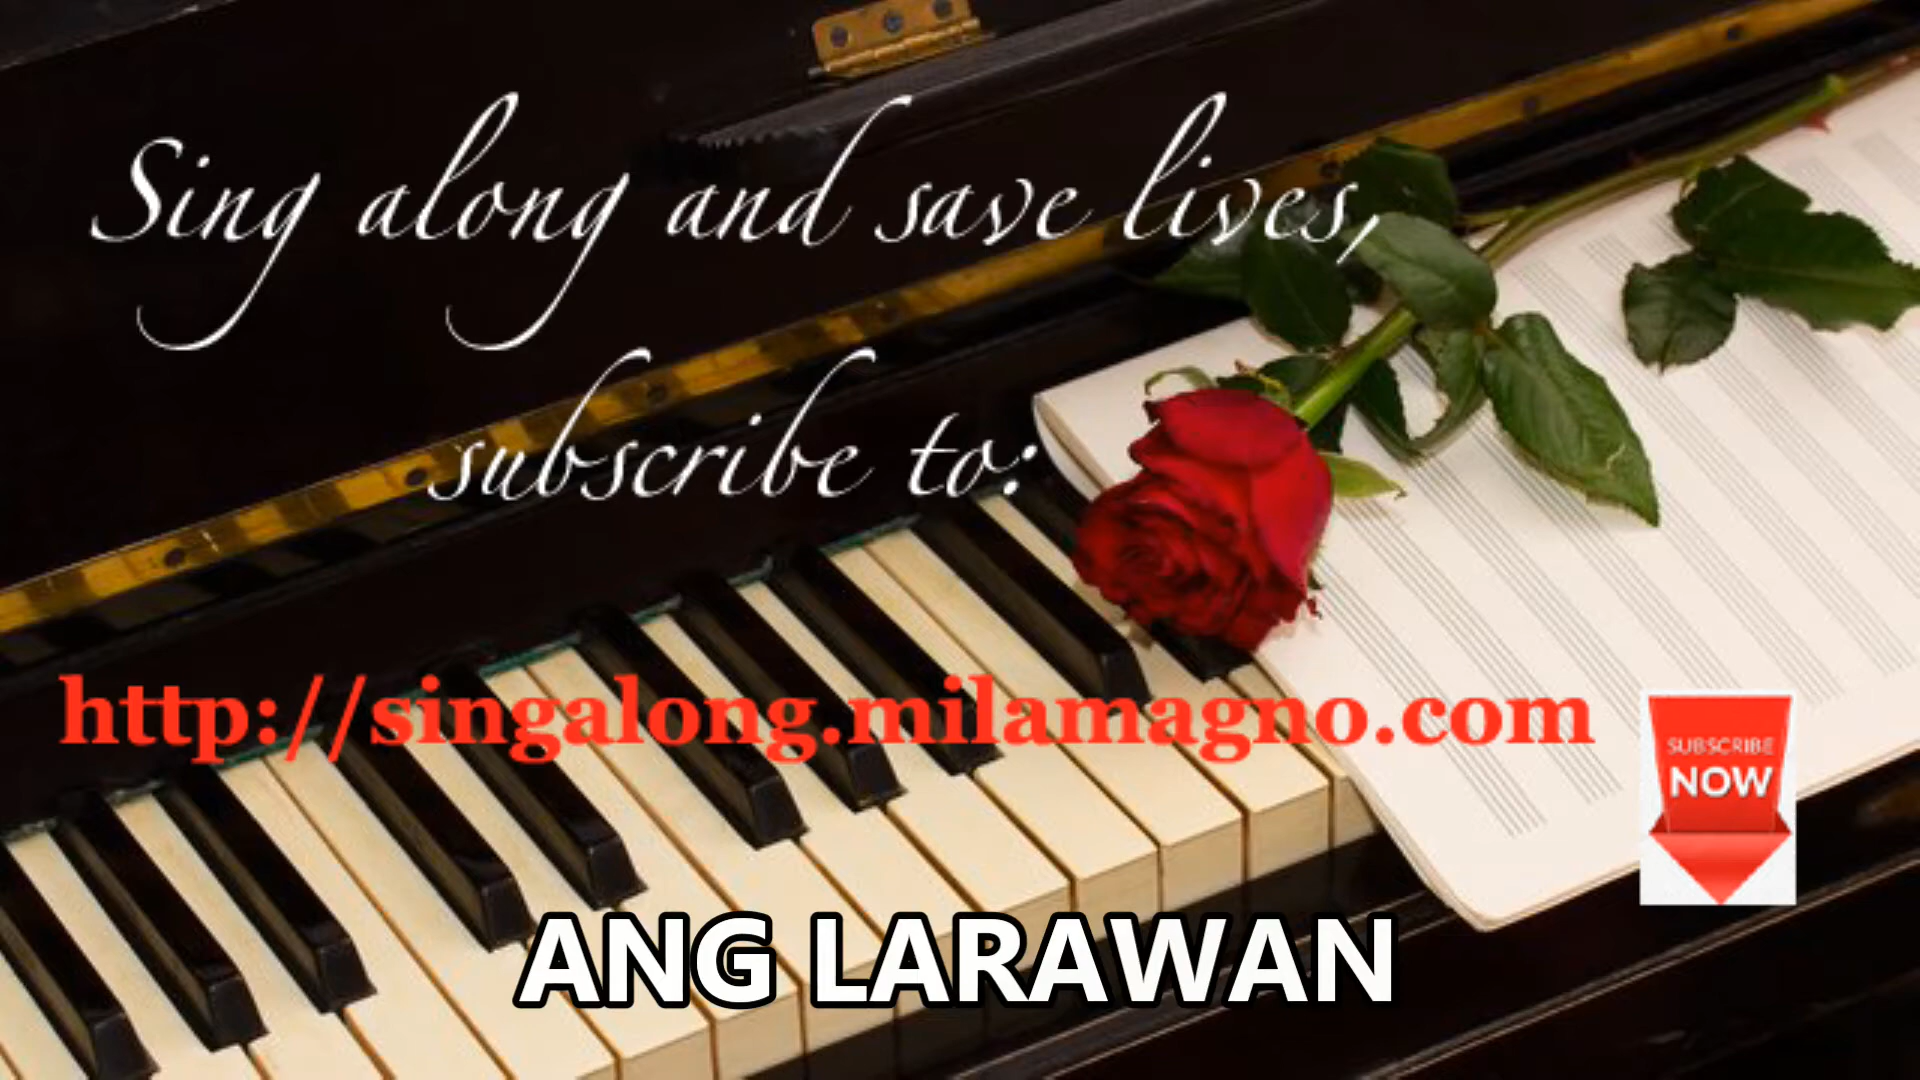 Sing along and save lives,
subscribe to:
http://singalong.milamagno.com
SUBSCRIBE
NOW
ANG LARAWAN